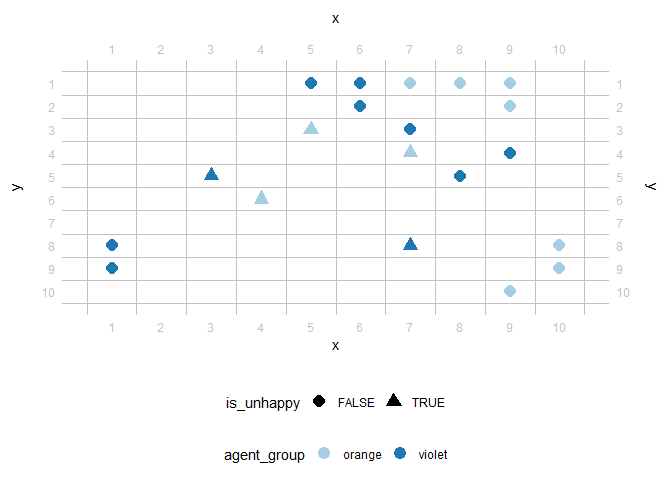 x
1 2 3 4 5 6 7 8 9 10
1 1
2 2
3 3
4 4
y 5 5 y
6 6
7 7
8 8
9 9
10 10
1 2 3 4 5 6 7 8 9 10
x
is_unhappy FALSE TRUE
agent_group orange violet